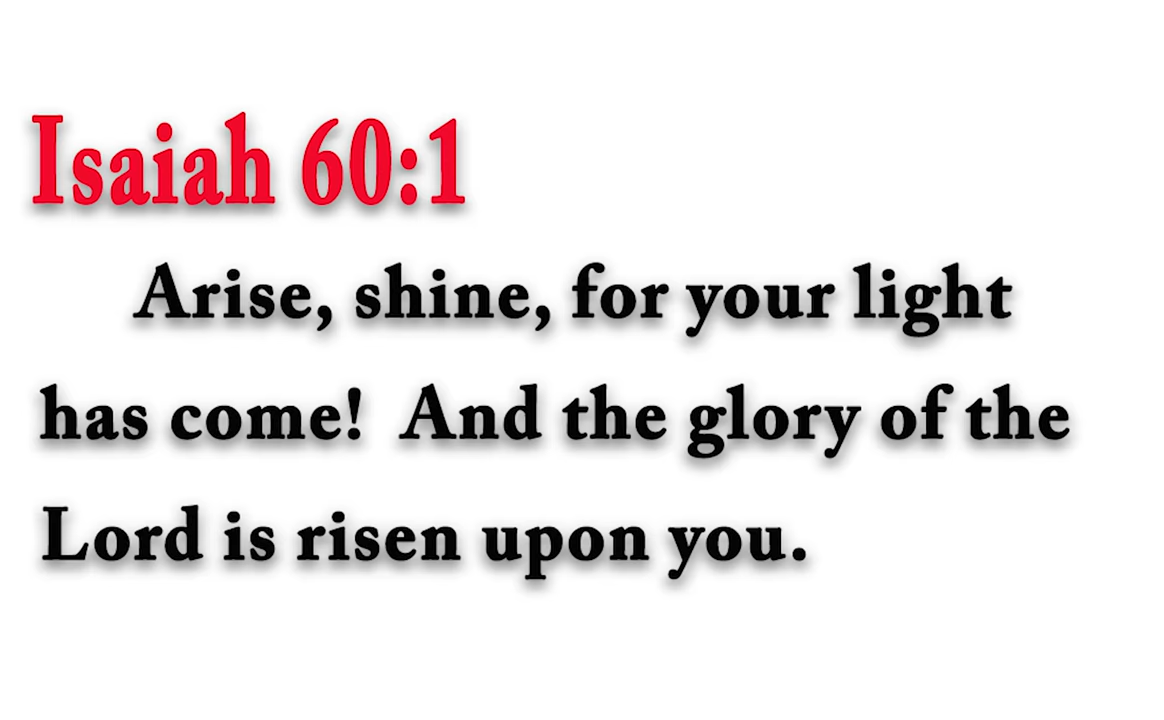 Isaiah 60:1
Arise, shine, for your light
has come!  And the glory of the
Lord is risen upon you.